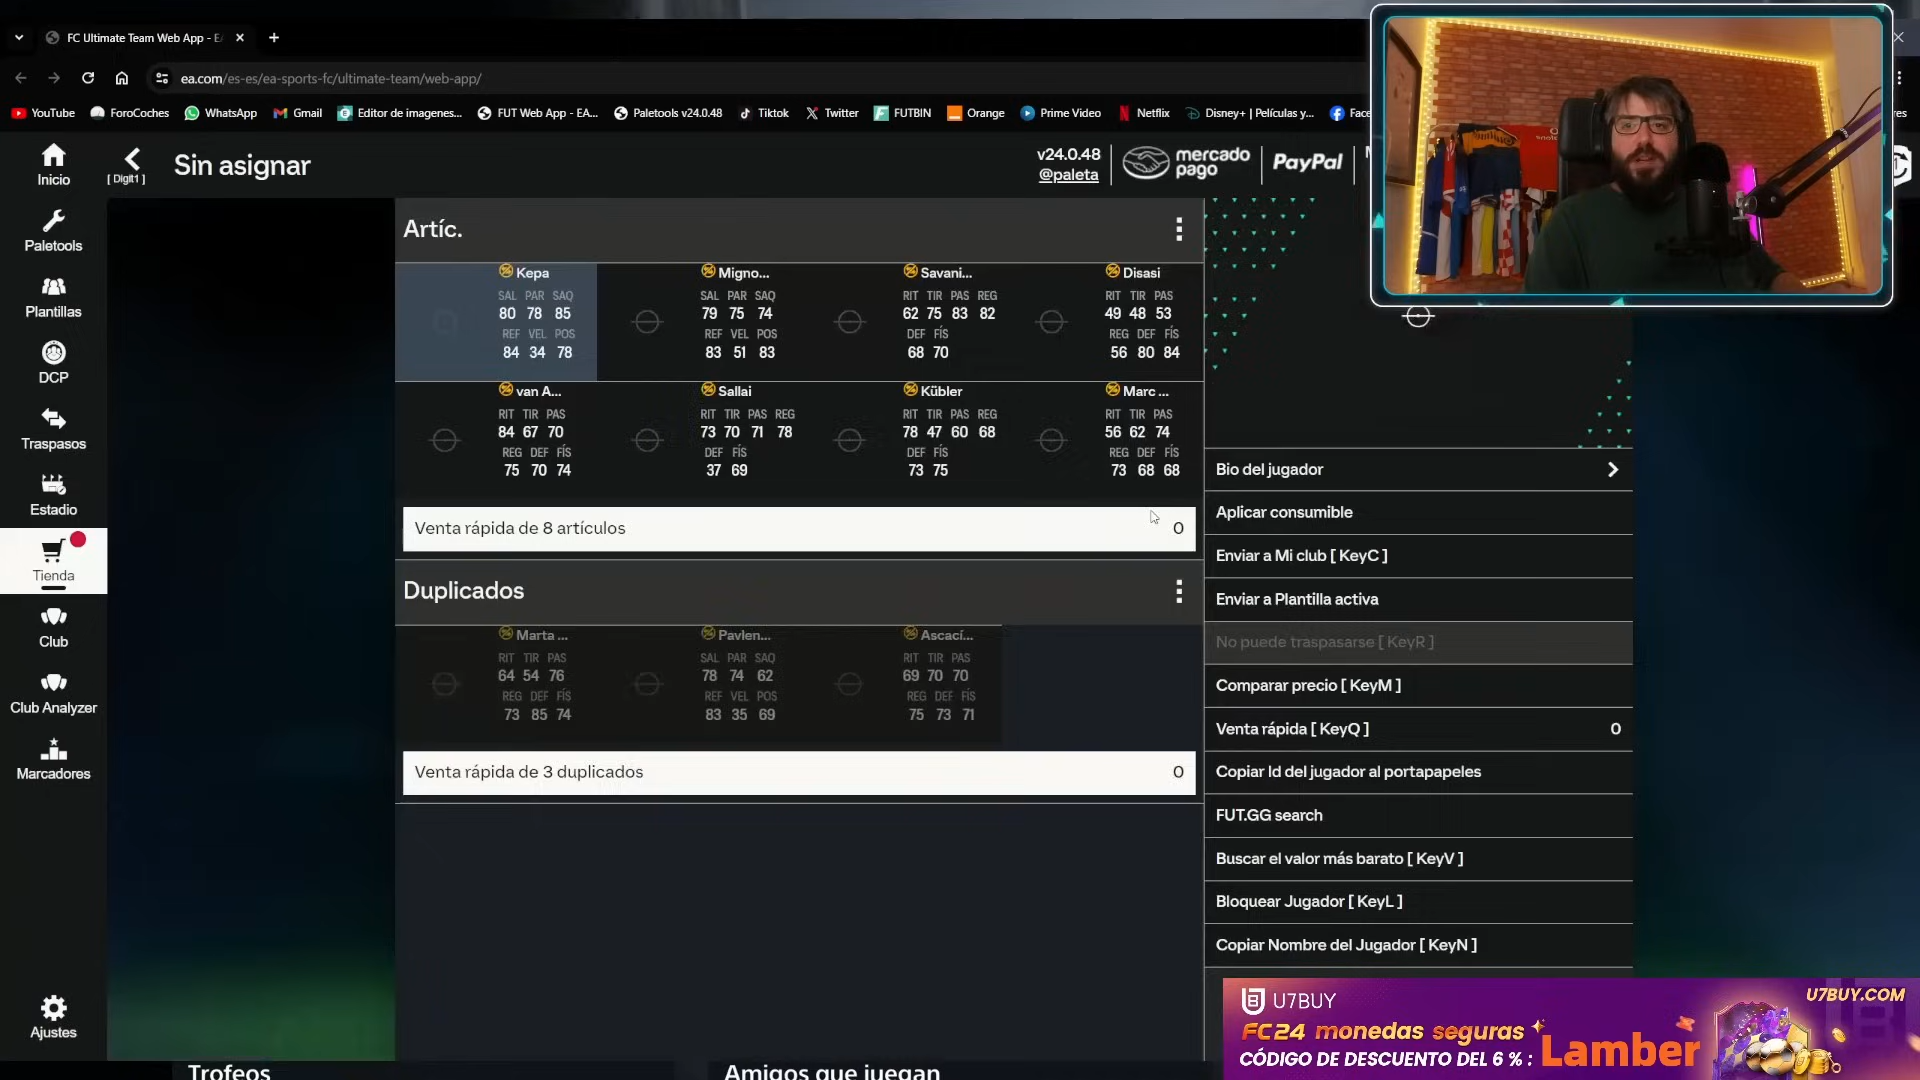 FC Ultimate Team Web App - EA
ea.com/es-es/ea-sports-fc/ultimate-team/web-app/
YouTube
ForoCoches
WhatsApp
Gmail
Editor de imagenes...
FUT Web App - EA...
Paletools v24.0.48
Tiktok
Twitter
FUTBIN
Orange
Prime Video
Netflix
Disney+ | Películas y...
Face
Inicio
[ Digit1 ]
Sin asignar
v24.0.48
@paleta
mercado
pago
PayPal
Paletools
Plantillas
DCP
Traspasos
Estadio
Tienda
Club
Club Analyzer
Marcadores
Ajustes
Artíc.
Kepa
SAL PAR SAQ
80 78 85
REF VEL POS
84 34 78
Migno...
SAL PAR SAQ
79 75 74
REF VEL POS
83 51 83
Savani...
RIT TIR PAS REG
62 75 83 82
DEF FÍS
68 70
Disasi
RIT TIR PAS
49 48 53
REG DEF FÍS
56 80 84
van A...
RIT TIR PAS
84 67 70
REG DEF FÍS
75 70 74
Sallai
RIT TIR PAS REG
73 70 71 78
DEF FÍS
37 69
Kübler
RIT TIR PAS REG
78 47 60 68
DEF FÍS
73 75
Marc ...
RIT TIR PAS
56 62 74
REG DEF FÍS
73 68 68
Venta rápida de 8 artículos 0
Duplicados
Marta ...
RIT TIR PAS
64 54 76
REG DEF FÍS
73 85 74
Pavlen...
SAL PAR SAQ
78 74 62
REF VEL POS
83 35 69
Ascací...
RIT TIR PAS
69 70 70
REG DEF FÍS
75 73 71
Venta rápida de 3 duplicados 0
Bio del jugador
Aplicar consumible
Enviar a Mi club [ KeyC ]
Enviar a Plantilla activa
No puede traspasarse [ KeyR ]
Comparar precio [ KeyM ]
Venta rápida [ KeyQ ] 0
Copiar Id del jugador al portapapeles
FUT.GG search
Buscar el valor más barato [ KeyV ]
Bloquear Jugador [ KeyL ]
Copiar Nombre del Jugador [ KeyN ]
U7BUY
U7BUY.COM
FC24 monedas seguras
CÓDIGO DE DESCUENTO DEL 6 % : Lamber
Trofeos
Amigos que juegan